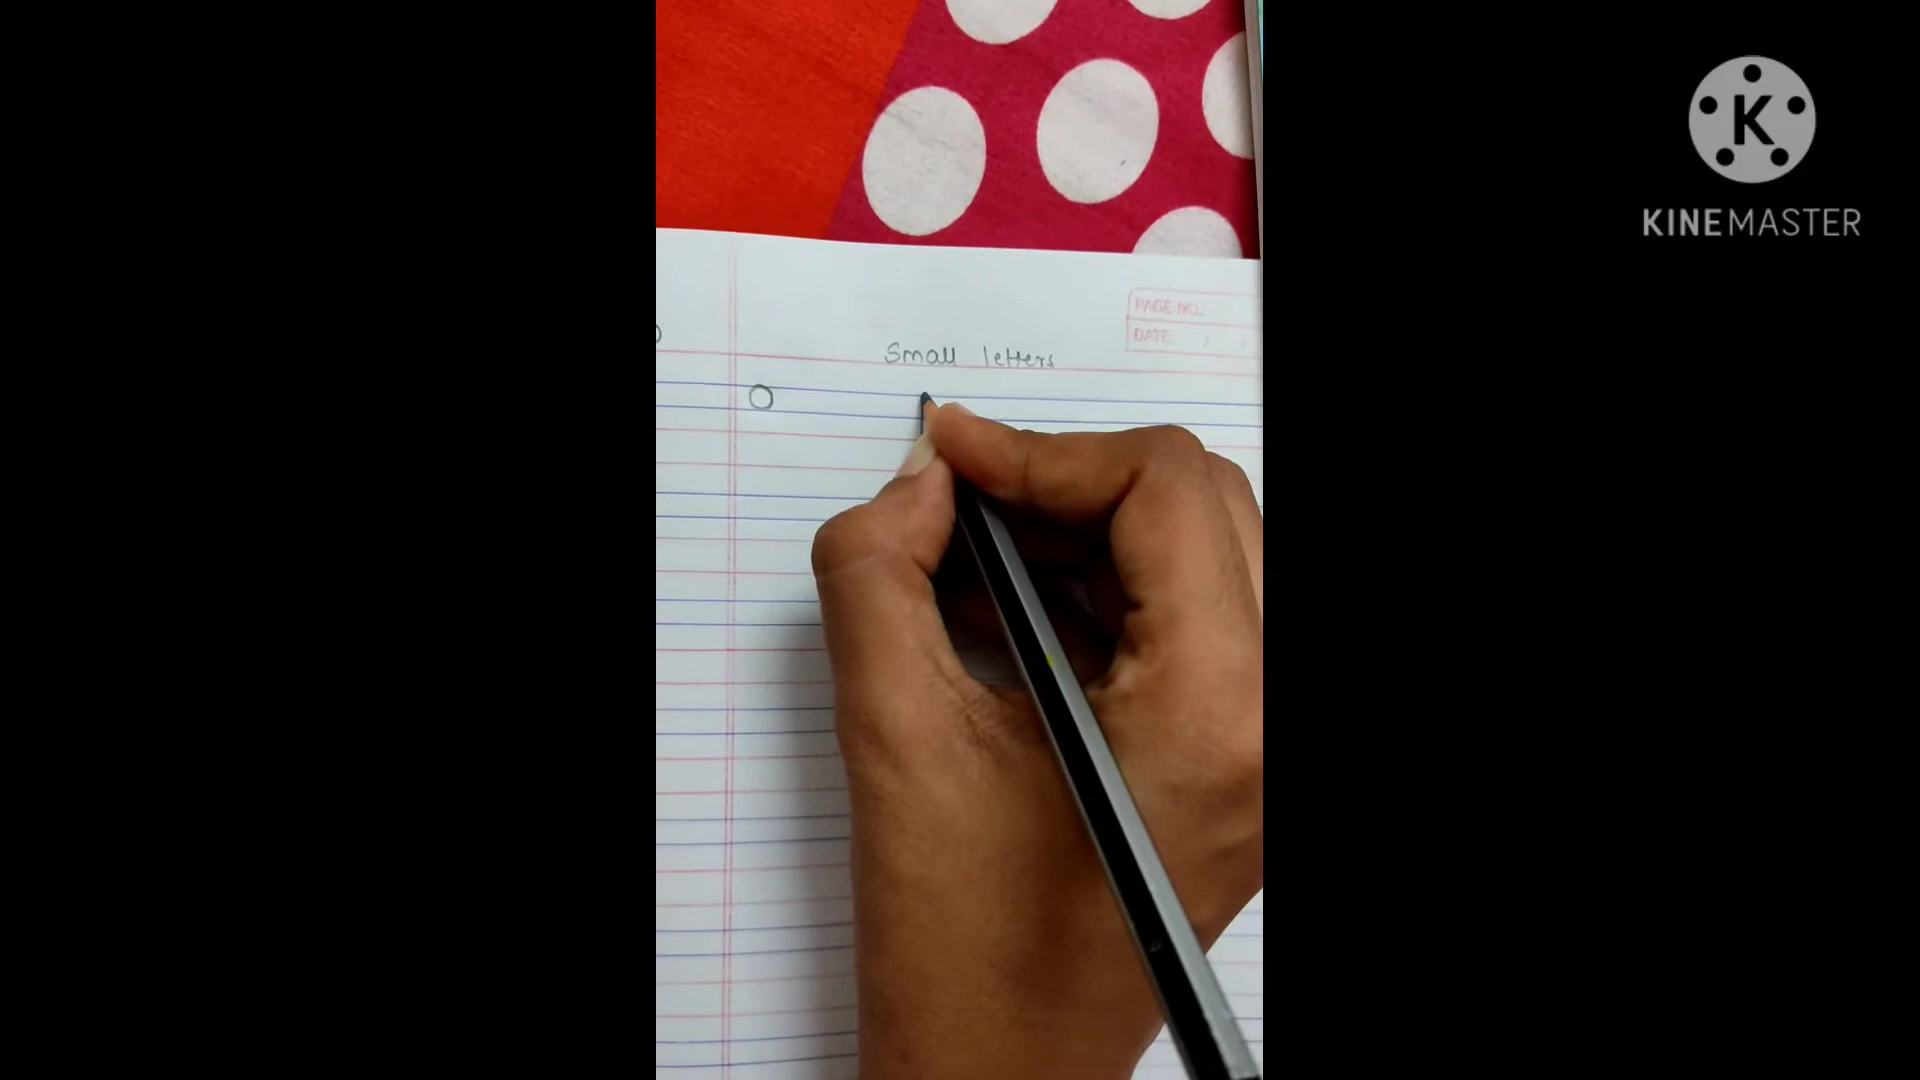 KINEMASTER
PAGE NO.:
DATE: / /
Small letters
o